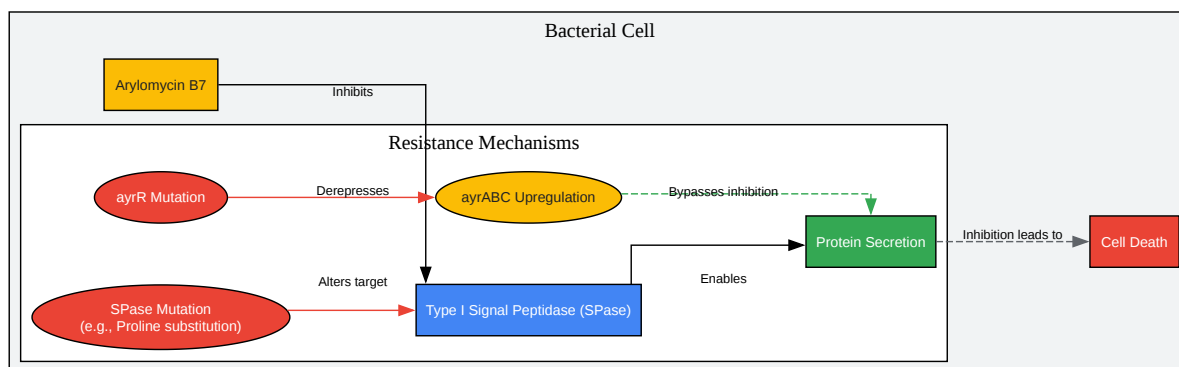 Bacterial Cell
Arylomycin B7
Inhibits
Resistance Mechanisms
ayrR Mutation
Derepresses
ayrABC Upregulation
Bypasses inhibition
Protein Secretion
Inhibition leads to
Cell Death
Alters target
Enables
SPase Mutation
(e.g., Proline substitution)
Type I Signal Peptidase (SPase)